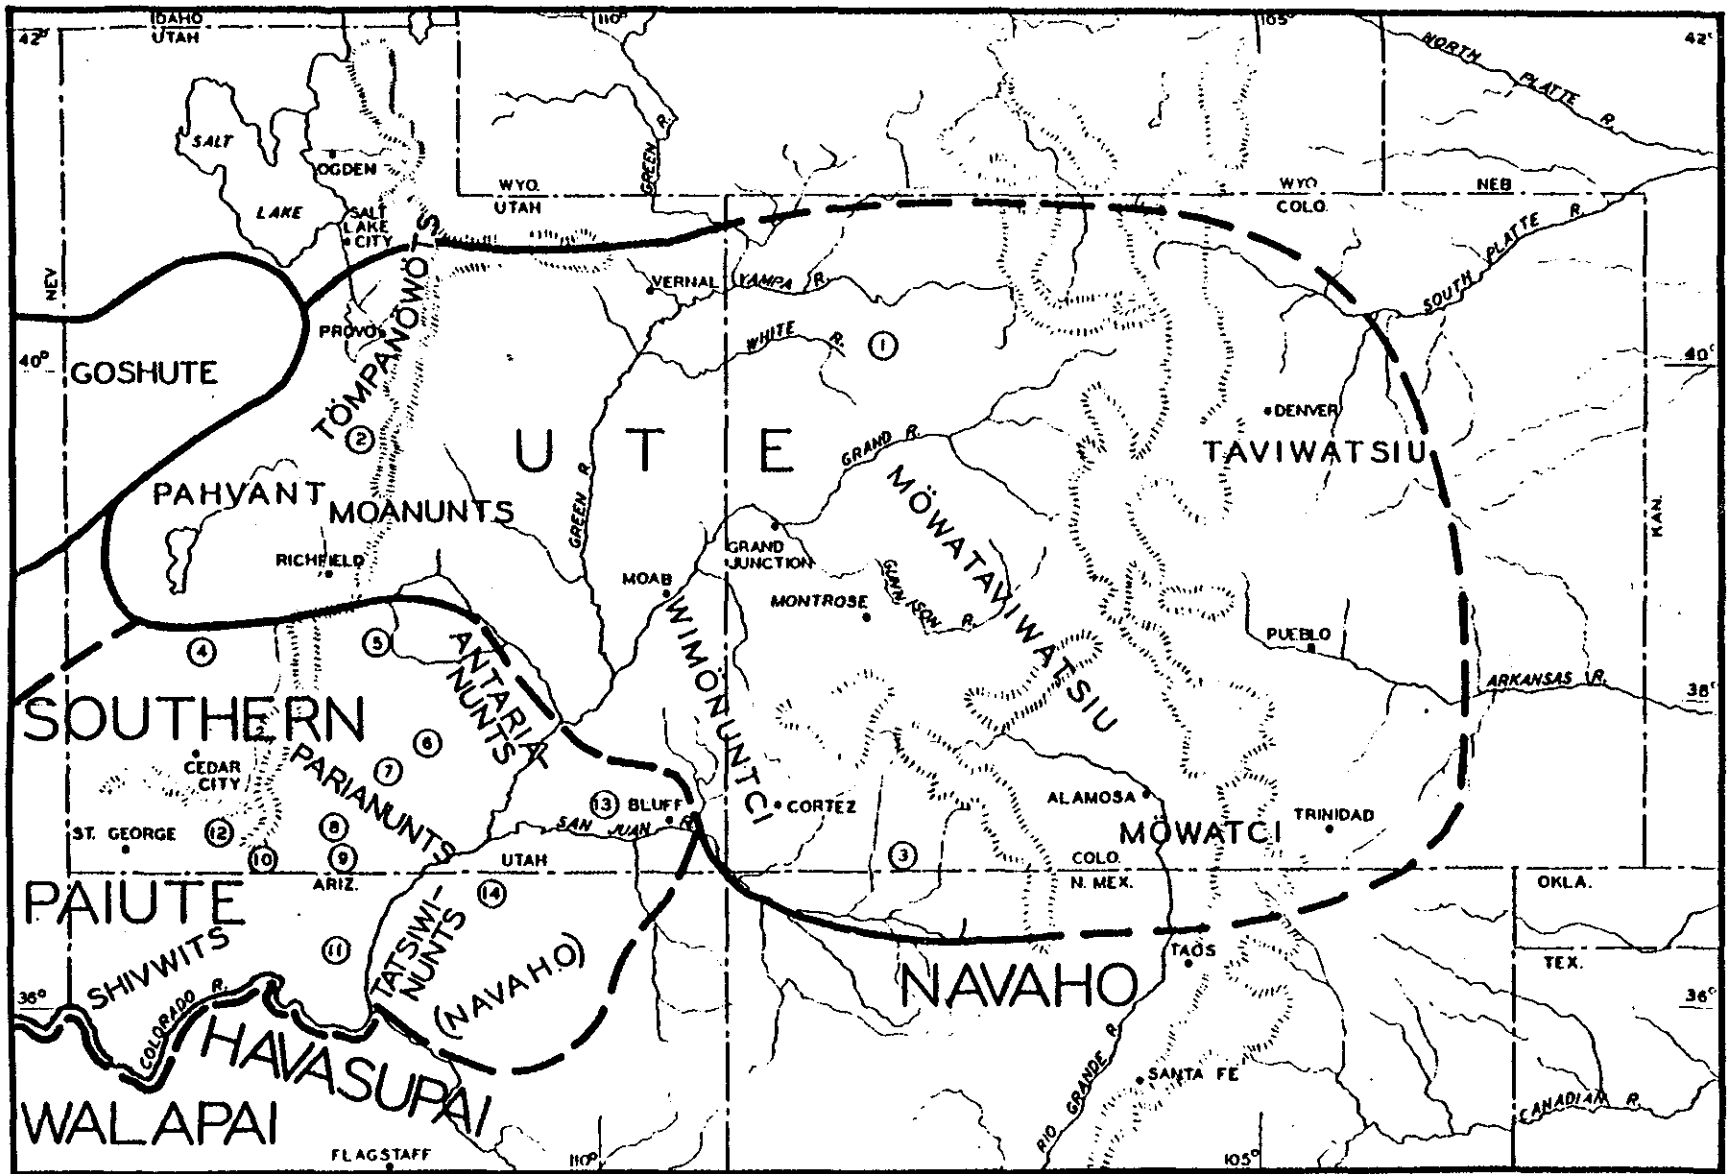 IDAHO
UTAH
110°
105°
42°
42°
NORTH PLATTE R.
SALT
LAKE
OGDEN
GREEN R.
WYO.
UTAH
WYO.
COLO.
NEB
SALT
LAKE
CITY
NEV
SOUTH PLATTE R.
VERNAL
YAMPA R.
PROVO
TÖMPANÖWOTS
WHITE R.
1
40°
40°
GOSHUTE
DENVER
2
UTE
GRAND R.
TAVIWATSIU
PAHVANT
MOANUNTS
GREEN R.
MÖWATAVIWATSIU
KAN.
RICHFIELD
GRAND
JUNCTION
MOAB
MONTROSE
GUNNISON R.
WIMÖNUNTCI
PUEBLO
4
5
ANTARIA
NUNTS
ARKANSAS R.
38°
SOUTHERN
6
CEDAR
CITY
7
PARIANUNTS
13
BLUFF
CORTEZ
ALAMOSA
TRINIDAD
ST. GEORGE
12
8
SAN JUAN R.
MÖWATCI
10
9
UTAH
ARIZ.
3
COLO.
N. MEX.
OKLA.
PAIUTE
14
TATSIWI-
NUNTS
SHIVWITS
11
(NAVAHO)
NAVAHO
TAOS
TEX.
36°
36°
COLORADO R.
HAVASUPAI
RIO GRANDE R.
SANTA FE
WALAPAI
CANADIAN R.
FLAGSTAFF
110°
105°